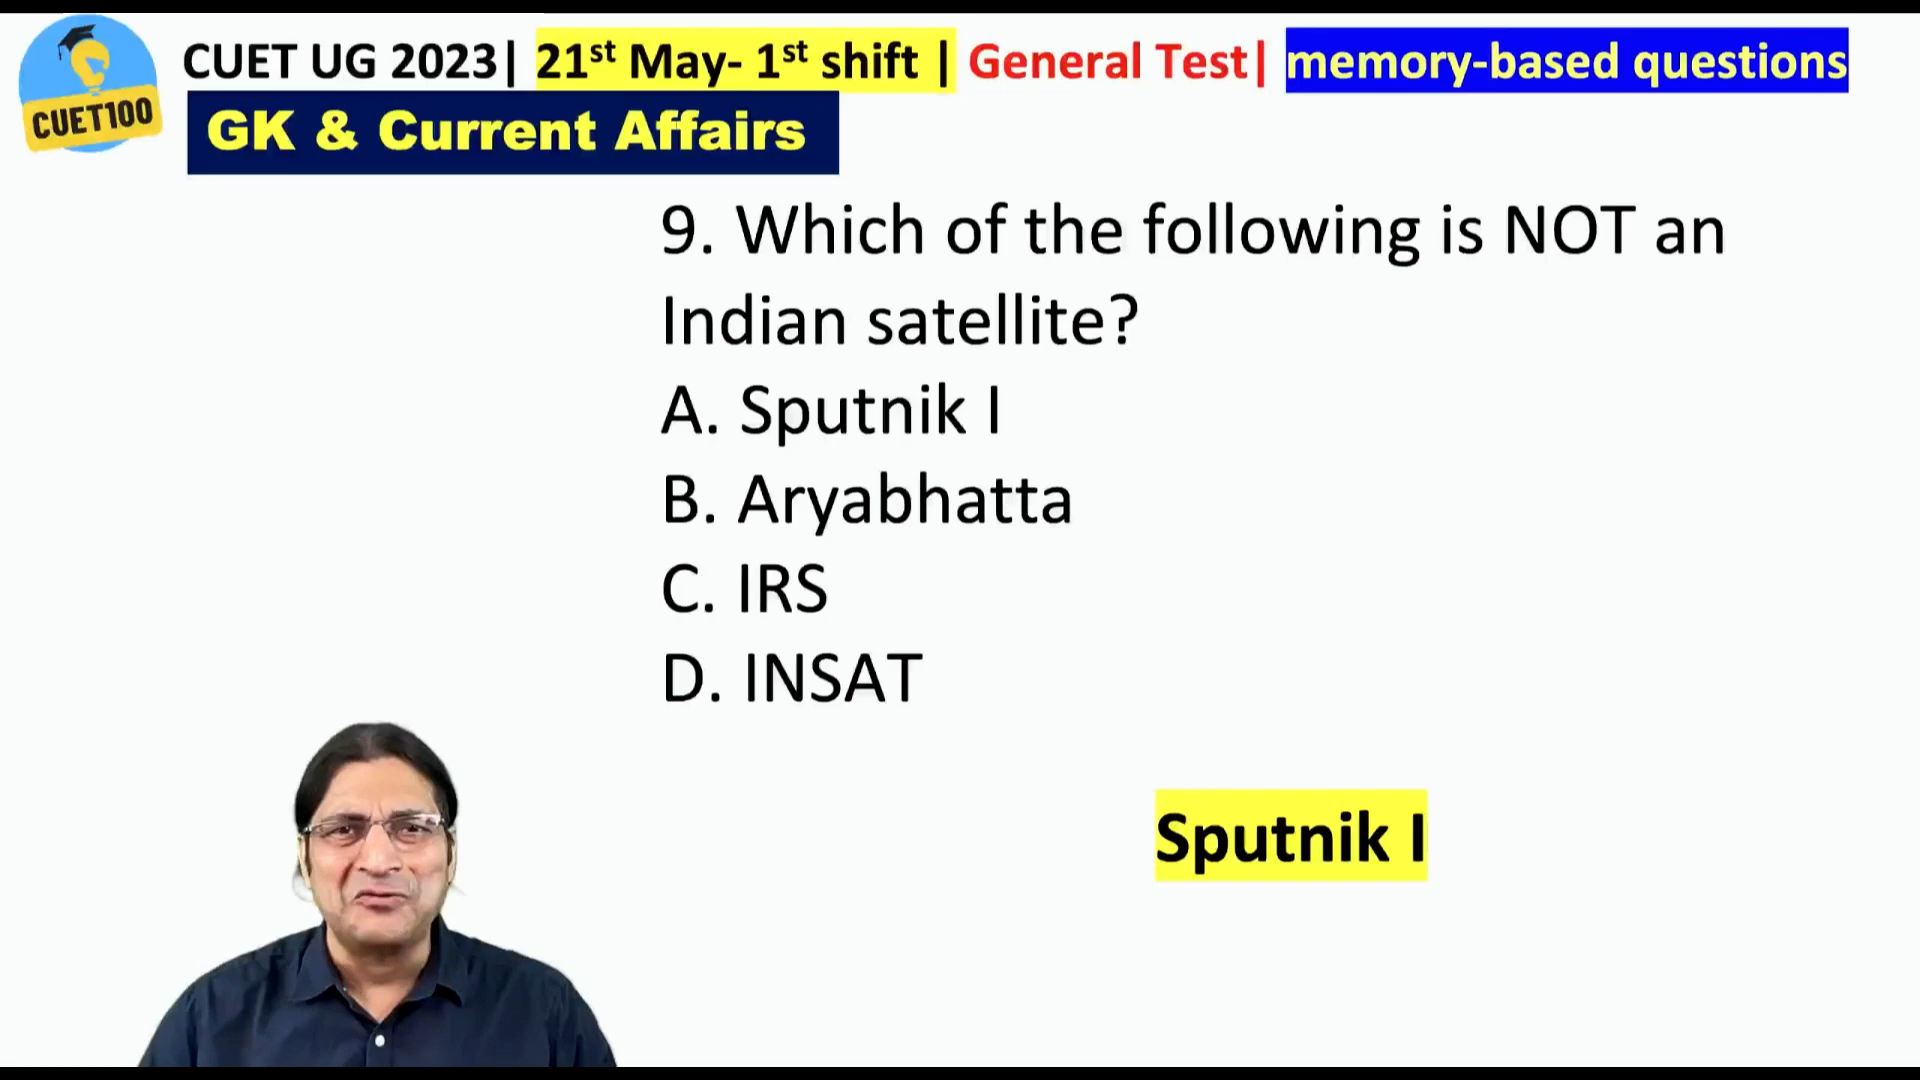 CUET100
CUET UG 2023| 21st May- 1st shift | General Test| memory-based questions
GK & Current Affairs
9. Which of the following is NOT an
Indian satellite?
A. Sputnik I
B. Aryabhatta
C. IRS
D. INSAT
Sputnik I